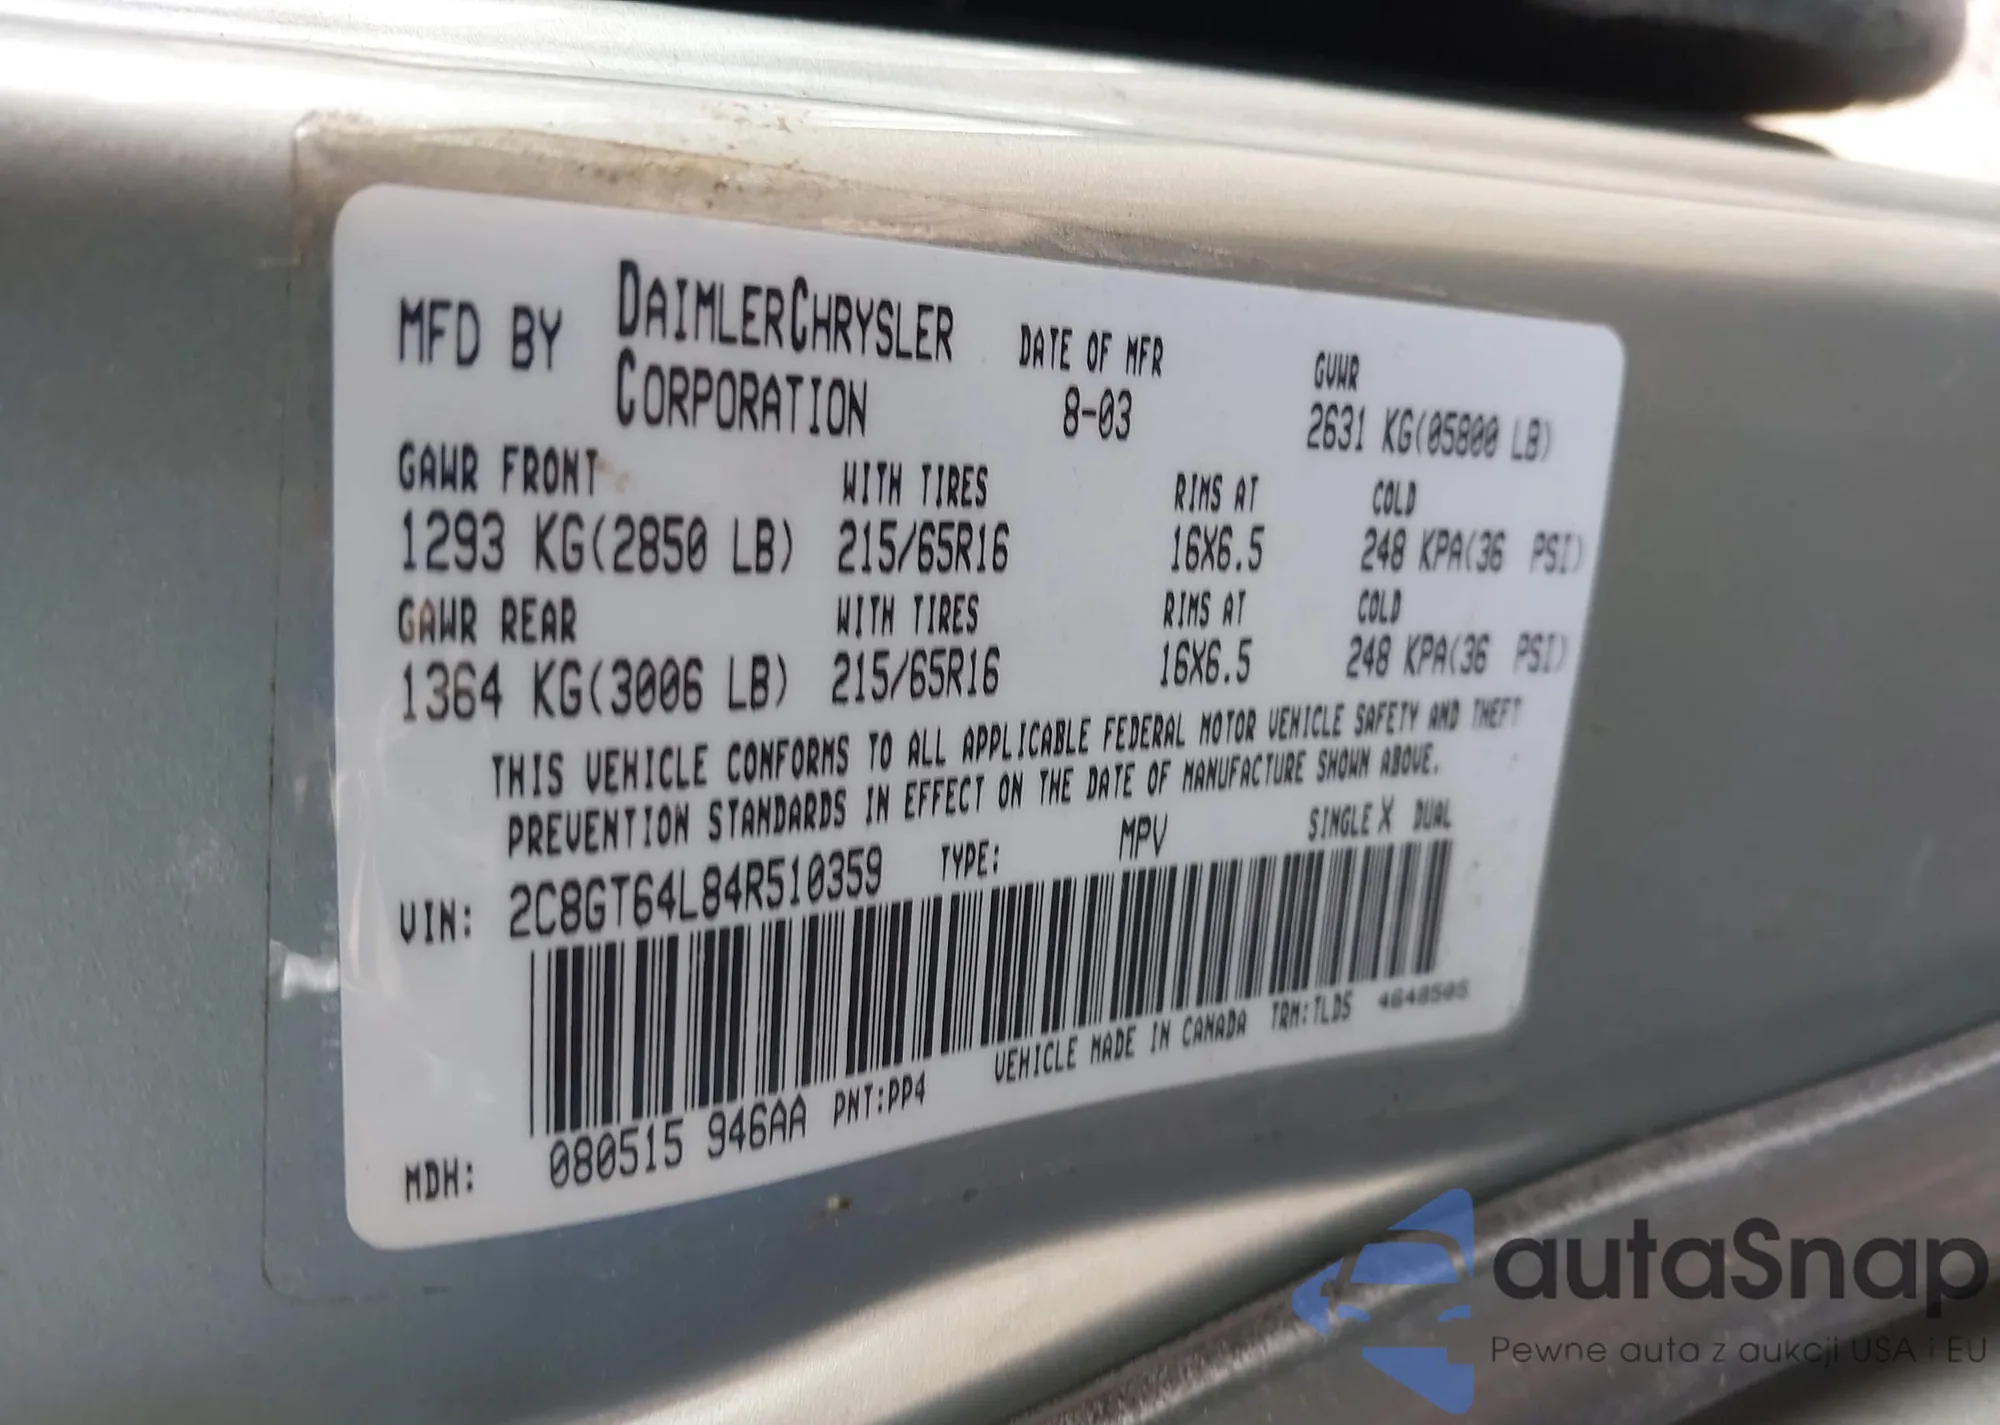 MFD BY DAIMLERCHRYSLER CORPORATION DATE OF MFR 8-03 GVWR 2631 KG(05800 LB)
GAWR FRONT WITH TIRES RIMS AT COLD
1293 KG(2850 LB) 215/65R16 16X6.5 248 KPA(36 PSI)
GAWR REAR WITH TIRES RIMS AT COLD
1364 KG(3006 LB) 215/65R16 16X6.5 248 KPA(36 PSI)
THIS VEHICLE CONFORMS TO ALL APPLICABLE FEDERAL MOTOR VEHICLE SAFETY AND THEFT
PREVENTION STANDARDS IN EFFECT ON THE DATE OF MANUFACTURE SHOWN ABOVE.
VIN: 2C8GT64L84R510359 TYPE: MPV SINGLE X DUAL
MDH: 080515 946AA PNT:PP4 VEHICLE MADE IN CANADA TRM:TLD5 4648505
autaSnap
Pewne auta z aukcji USA i EU